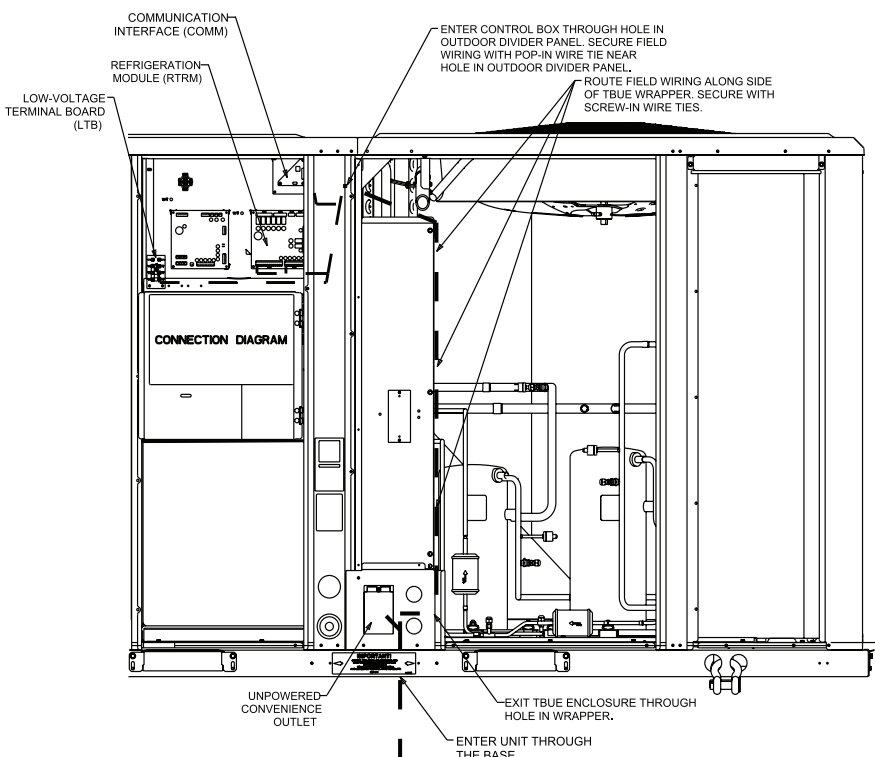 COMMUNICATION
INTERFACE (COMM)
REFRIGERATION
MODULE (RTRM)
LOW-VOLTAGE
TERMINAL BOARD
(LTB)
ENTER CONTROL BOX THROUGH HOLE IN
OUTDOOR DIVIDER PANEL. SECURE FIELD
WIRING WITH POP-IN WIRE TIE NEAR
HOLE IN OUTDOOR DIVIDER PANEL.
ROUTE FIELD WIRING ALONG SIDE
OF TBUE WRAPPER. SECURE WITH
SCREW-IN WIRE TIES.
CONNECTION DIAGRAM
IMPORTANT!
UNPOWERED
CONVENIENCE
OUTLET
EXIT TBUE ENCLOSURE THROUGH
HOLE IN WRAPPER.
ENTER UNIT THROUGH
THE BASE